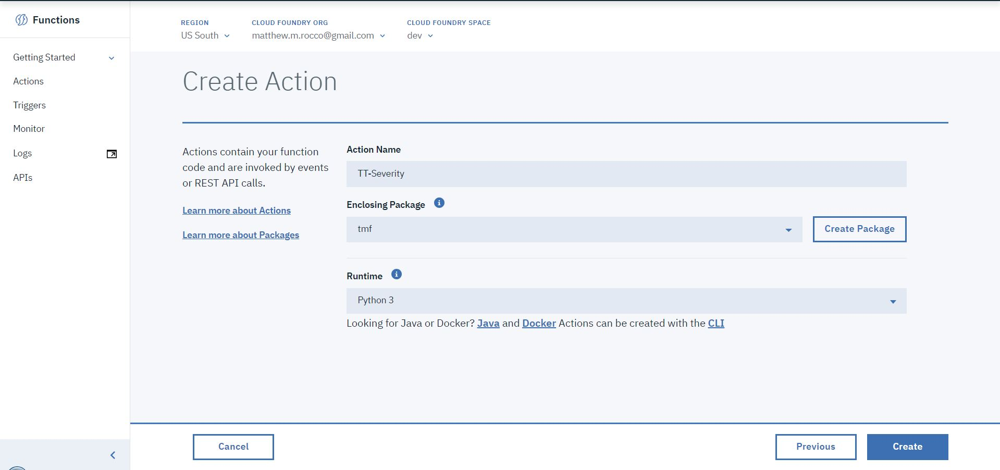 Functions
REGION
US South
CLOUD FOUNDRY ORG
matthew.m.rocco@gmail.com
CLOUD FOUNDRY SPACE
dev
Getting Started
Actions
Triggers
Monitor
Logs
APIs
Create Action
Actions contain your function
code and are invoked by events
or REST API calls.
Learn more about Actions
Learn more about Packages
Action Name
TT-Severity
Enclosing Package
tmf
Create Package
Runtime
Python 3
Looking for Java or Docker? Java and Docker Actions can be created with the CLI
Cancel
Previous
Create